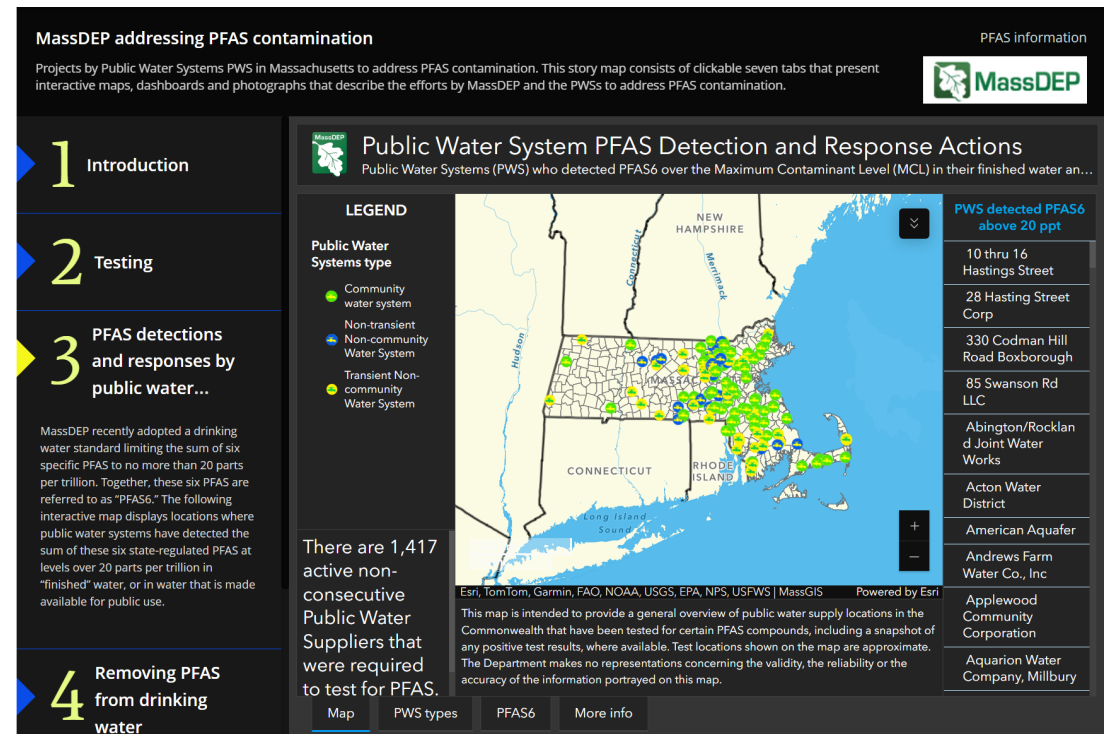 MassDEP addressing PFAS contamination
PFAS information
Projects by Public Water Systems PWS in Massachusetts to address PFAS contamination. This story map consists of clickable seven tabs that present
interactive maps, dashboards and photographs that describe the efforts by MassDEP and the PWSs to address PFAS contamination.
MassDEP
1
Introduction
2
Testing
3
PFAS detections
and responses by
public water...
MassDEP recently adopted a drinking
water standard limiting the sum of six
specific PFAS to no more than 20 parts
per trillion. Together, these six PFAS are
referred to as “PFAS6.” The following
interactive map displays locations where
public water systems have detected the
sum of these six state-regulated PFAS at
levels over 20 parts per trillion in
“finished” water, or in water that is made
available for public use.
4
Removing PFAS
from drinking
water
MassDEP
Public Water System PFAS Detection and Response Actions
Public Water Systems (PWS) who detected PFAS6 over the Maximum Contaminant Level (MCL) in their finished water an...
LEGEND
Public Water
Systems type
Community
water system
Non-transient
Non-community
Water System
Transient Non-
community
Water System
There are 1,417
active non-
consecutive
Public Water
Suppliers that
were required
to test for PFAS.
NEW
HAMPSHIRE
Connecticut
Merrimack
Hudson
MASSAC
CONNECTICUT
RHODE
ISLAND
Long Island
Sound
+
−
Esri, TomTom, Garmin, FAO, NOAA, USGS, EPA, NPS, USFWS | MassGIS
Powered by Esri
This map is intended to provide a general overview of public water supply locations in the
Commonwealth that have been tested for certain PFAS compounds, including a snapshot of
any positive test results, where available. Test locations shown on the map are approximate.
The Department makes no representations concerning the validity, the reliability or the
accuracy of the information portrayed on this map.
PWS detected PFAS6
above 20 ppt
10 thru 16
Hastings Street
28 Hasting Street
Corp
330 Codman Hill
Road Boxborough
85 Swanson Rd
LLC
Abington/Rocklan
d Joint Water
Works
Acton Water
District
American Aquafer
Andrews Farm
Water Co., Inc
Applewood
Community
Corporation
Aquarion Water
Company, Millbury
Map
PWS types
PFAS6
More info